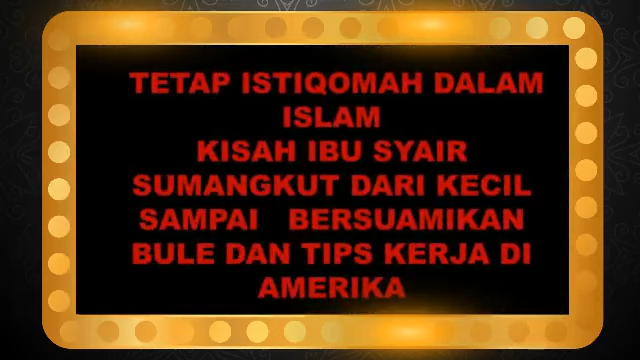 TETAP ISTIQOMAH DALAM
ISLAM
KISAH IBU SYAIR
SUMANGKUT DARI KECIL
SAMPAI BERSUAMIKAN
BULE DAN TIPS KERJA DI
AMERIKA